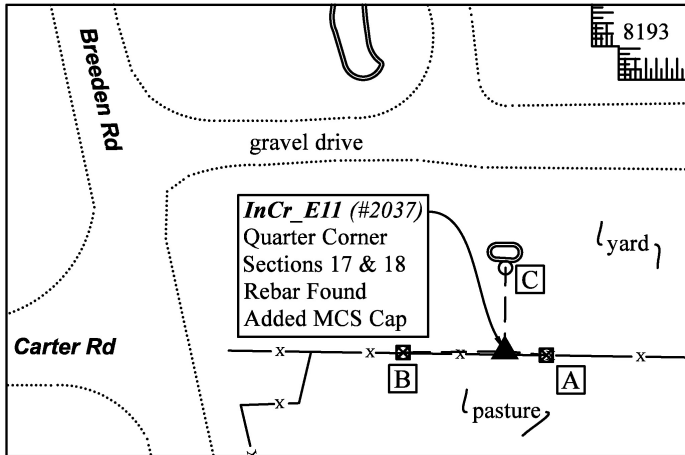 8193
Breeden Rd
gravel drive
InCr_E11 (#2037)
Quarter Corner
Sections 17 & 18
Rebar Found
Added MCS Cap
yard
C
Carter Rd
x x x x
B
A
x
pasture
x